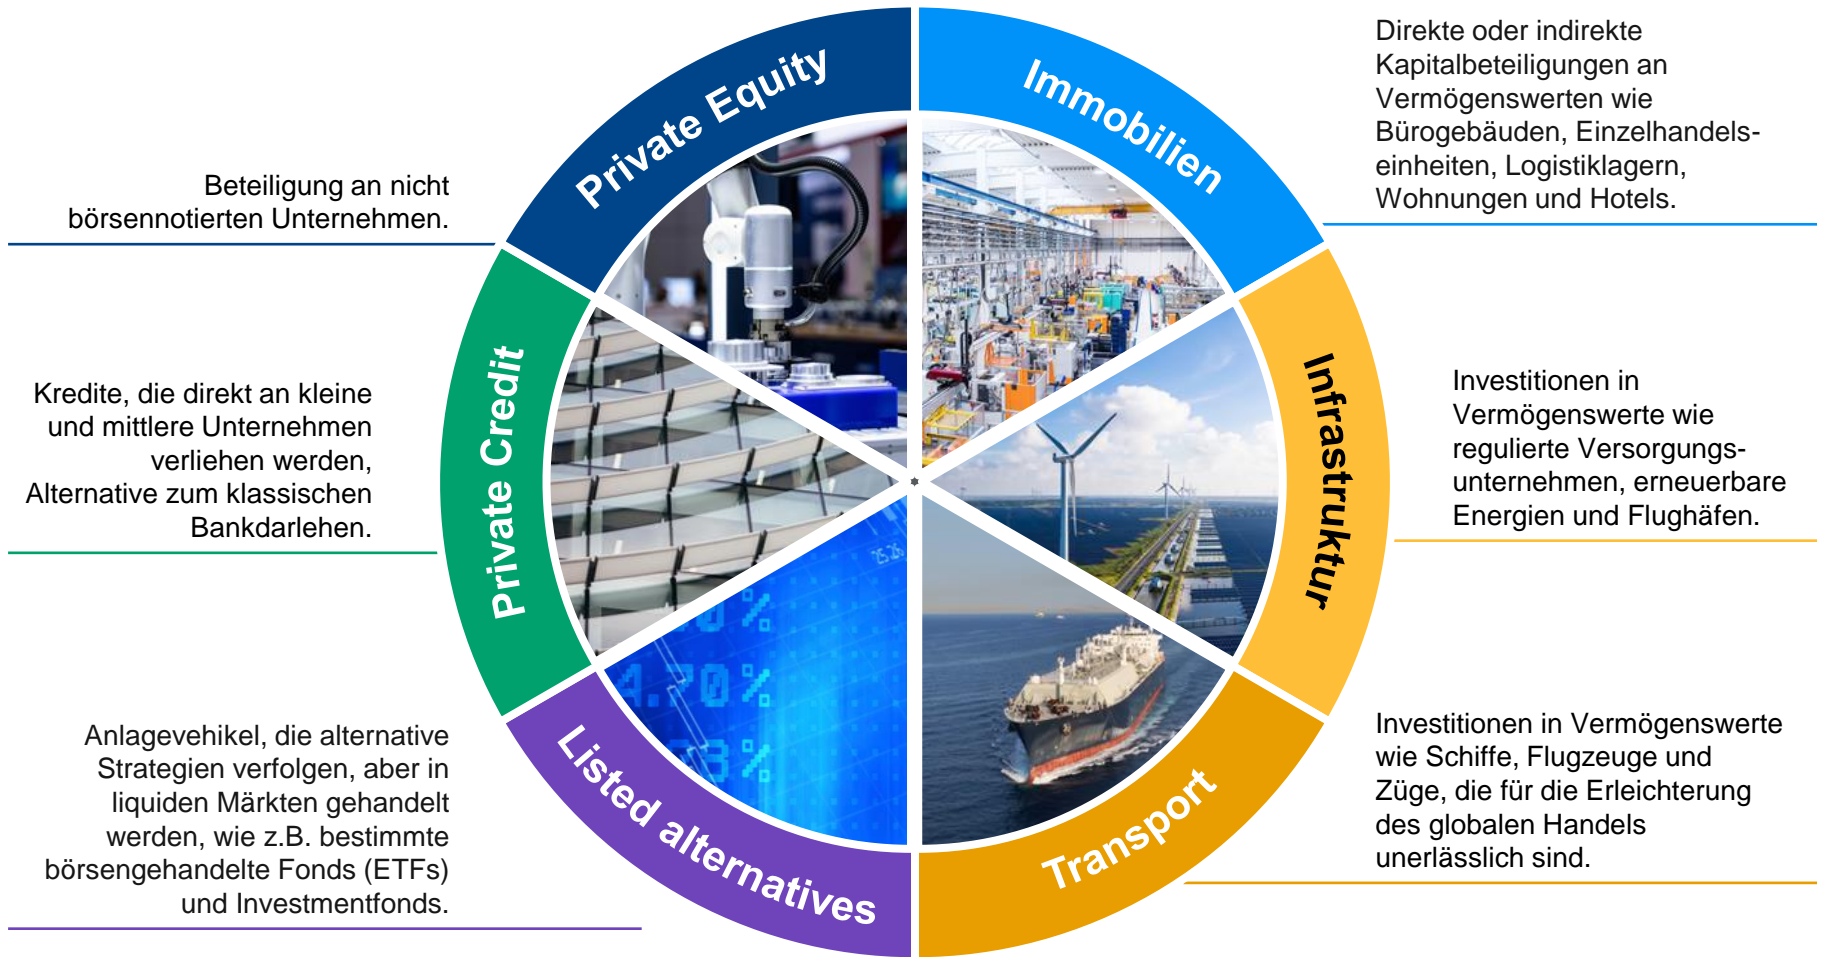 Private Equity
Beteiligung an nicht
börsennotierten Unternehmen.
Immobilien
Direkte oder indirekte
Kapitalbeteiligungen an
Vermögenswerten wie
Bürogebäuden, Einzelhandels-
einheiten, Logistiklagern,
Wohnungen und Hotels.
Private Credit
Kredite, die direkt an kleine
und mittlere Unternehmen
verliehen werden,
Alternative zum klassischen
Bankdarlehen.
Infrastruktur
Investitionen in
Vermögenswerte wie
regulierte Versorgungs-
unternehmen, erneuerbare
Energien und Flughäfen.
Listed alternatives
Anlagevehikel, die alternative
Strategien verfolgen, aber in
liquiden Märkten gehandelt
werden, wie z.B. bestimmte
börsengehandelte Fonds (ETFs)
und Investmentfonds.
Transport
Investitionen in Vermögenswerte
wie Schiffe, Flugzeuge und
Züge, die für die Erleichterung
des globalen Handels
unerlässlich sind.
4.70%